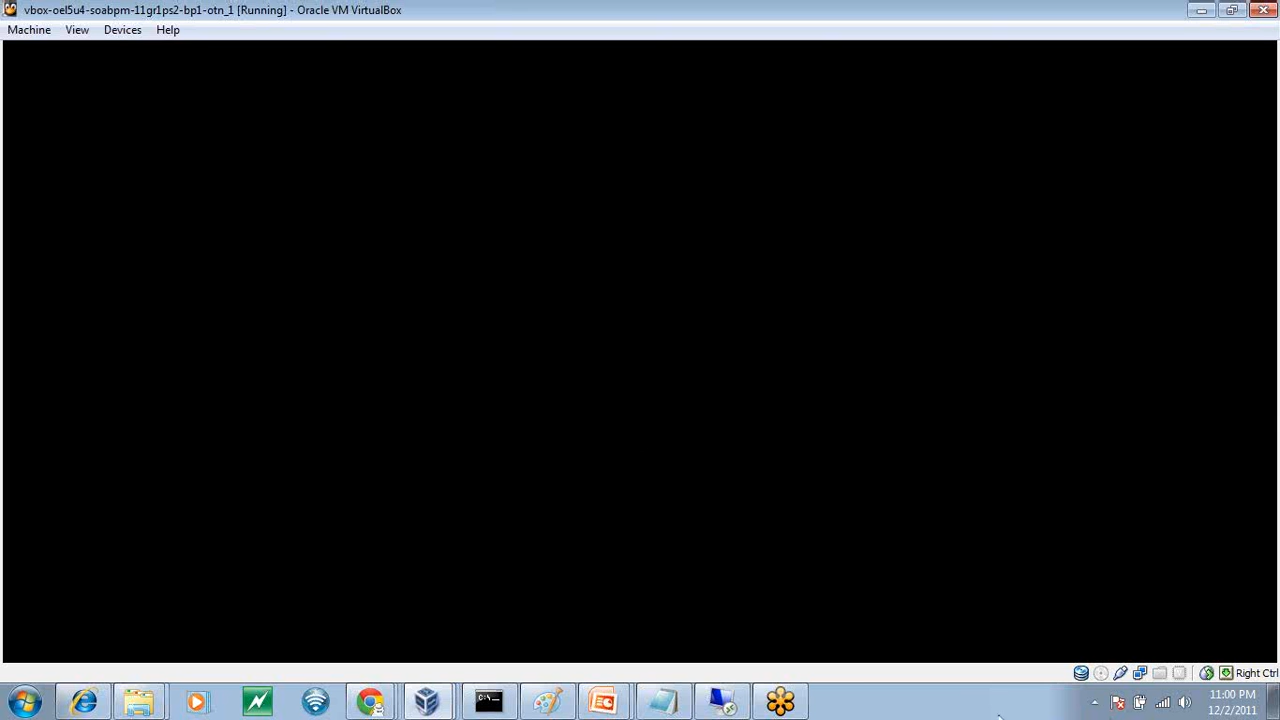 vbox-oel5u4-soabpm-11gr1ps2-bp1-otn_1 [Running] - Oracle VM VirtualBox
Machine View Devices Help
Right Ctrl
C:\...
11:00 PM
12/2/2011